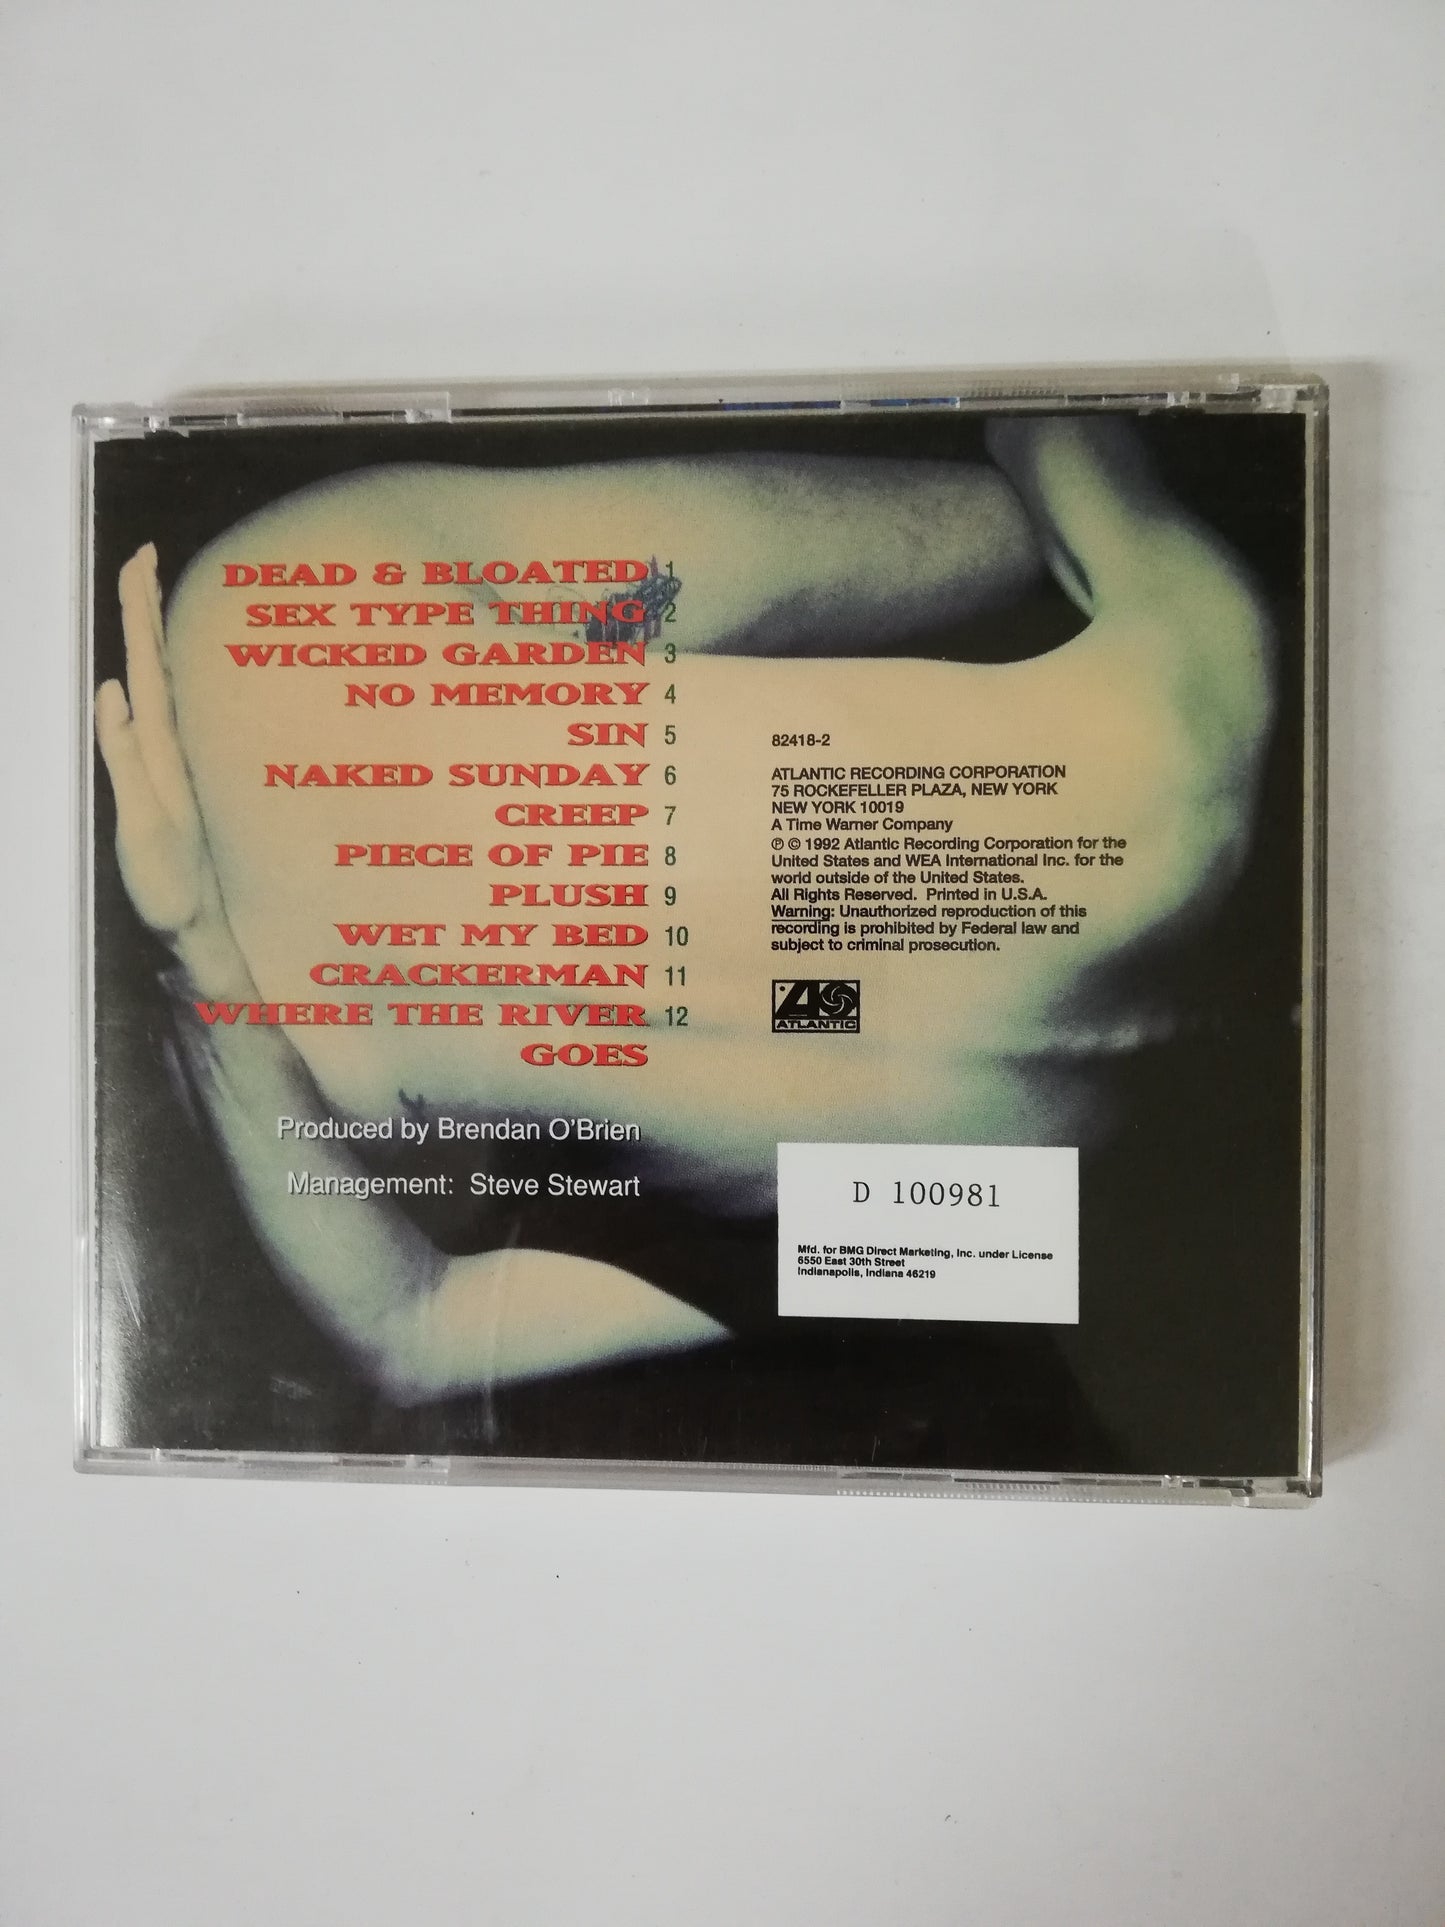 DEAD & BLOATED 1
SEX TYPE THING 2
WICKED GARDEN 3
NO MEMORY 4
SIN 5
NAKED SUNDAY 6
CREEP 7
PIECE OF PIE 8
PLUSH 9
WET MY BED 10
CRACKERMAN 11
WHERE THE RIVER 12
GOES
Produced by Brendan O'Brien
Management: Steve Stewart
82418-2
ATLANTIC RECORDING CORPORATION
75 ROCKEFELLER PLAZA, NEW YORK
NEW YORK 10019
A Time Warner Company
℗ © 1992 Atlantic Recording Corporation for the
United States and WEA International Inc. for the
world outside of the United States.
All Rights Reserved. Printed in U.S.A.
Warning: Unauthorized reproduction of this
recording is prohibited by Federal law and
subject to criminal prosecution.
ATLANTIC
D 100981
Mfd. for BMG Direct Marketing, Inc. under License
6550 East 30th Street
Indianapolis, Indiana 46219